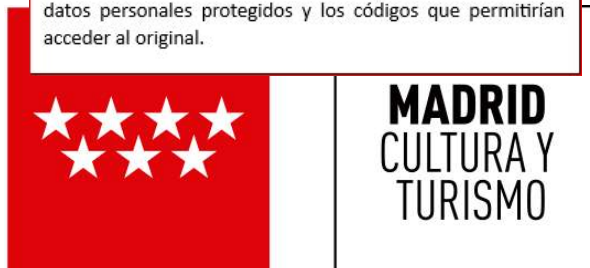 datos personales protegidos y los códigos que permitirían
acceder al original.
MADRID
CULTURA Y
TURISMO